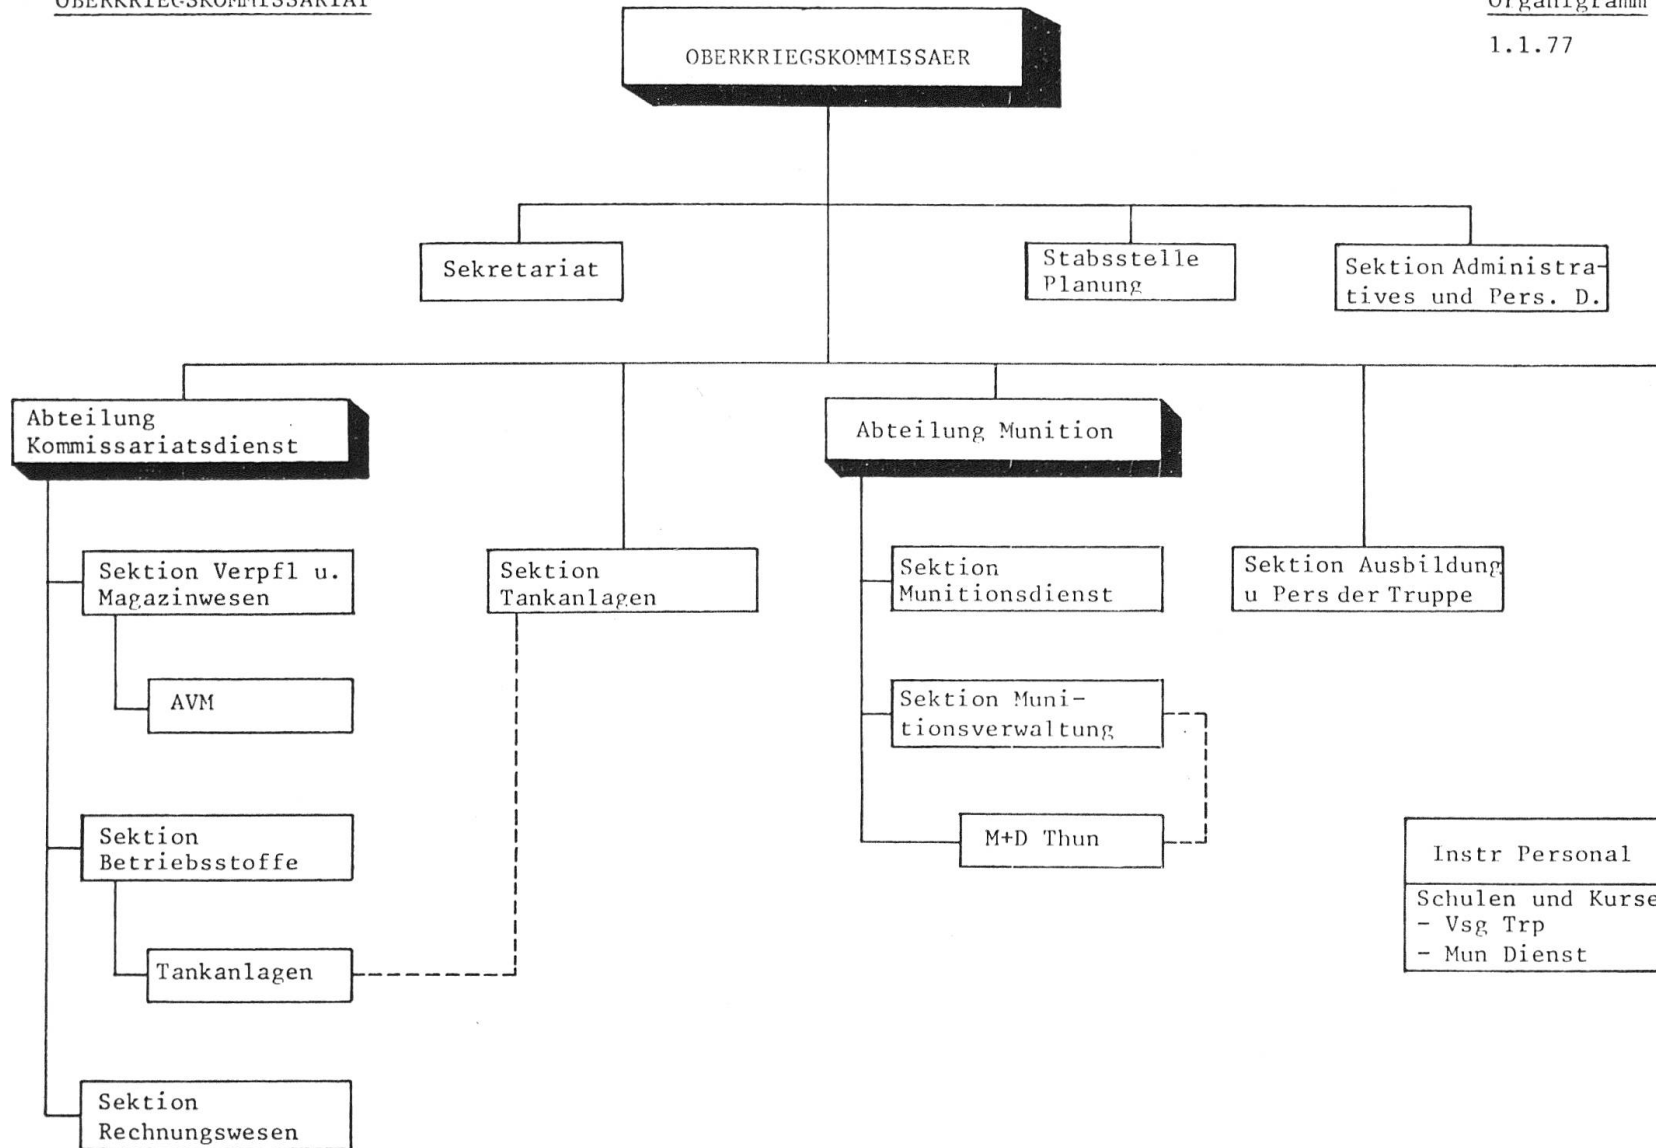 OBERKRIEGSKOMMISSARIAT
Organigramm
1.1.77
OBERKRIEGSKOMMISSAER
Sekretariat
Stabsstelle
Planung
Sektion Administra-
tives und Pers. D.
Abteilung
Kommissariatsdienst
Abteilung Munition
Sektion Verpfl u.
Magazinwesen
Sektion
Tankanlagen
Sektion
Munitionsdienst
Sektion Ausbildung
u Pers der Truppe
AVM
Sektion Muni-
tionsverwaltung
Sektion
Betriebsstoffe
M+D Thun
Instr Personal
Schulen und Kurse
- Vsg Trp
- Mun Dienst
Tankanlagen
Sektion
Rechnungswesen